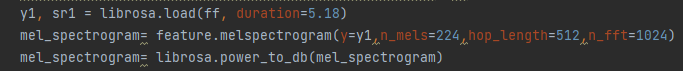 y1, sr1 = librosa.load(ff, duration=5.18)
mel_spectrogram= feature.melspectrogram(y=y1,n_mels=224,hop_length=512,n_fft=1024)
mel_spectrogram= librosa.power_to_db(mel_spectrogram)